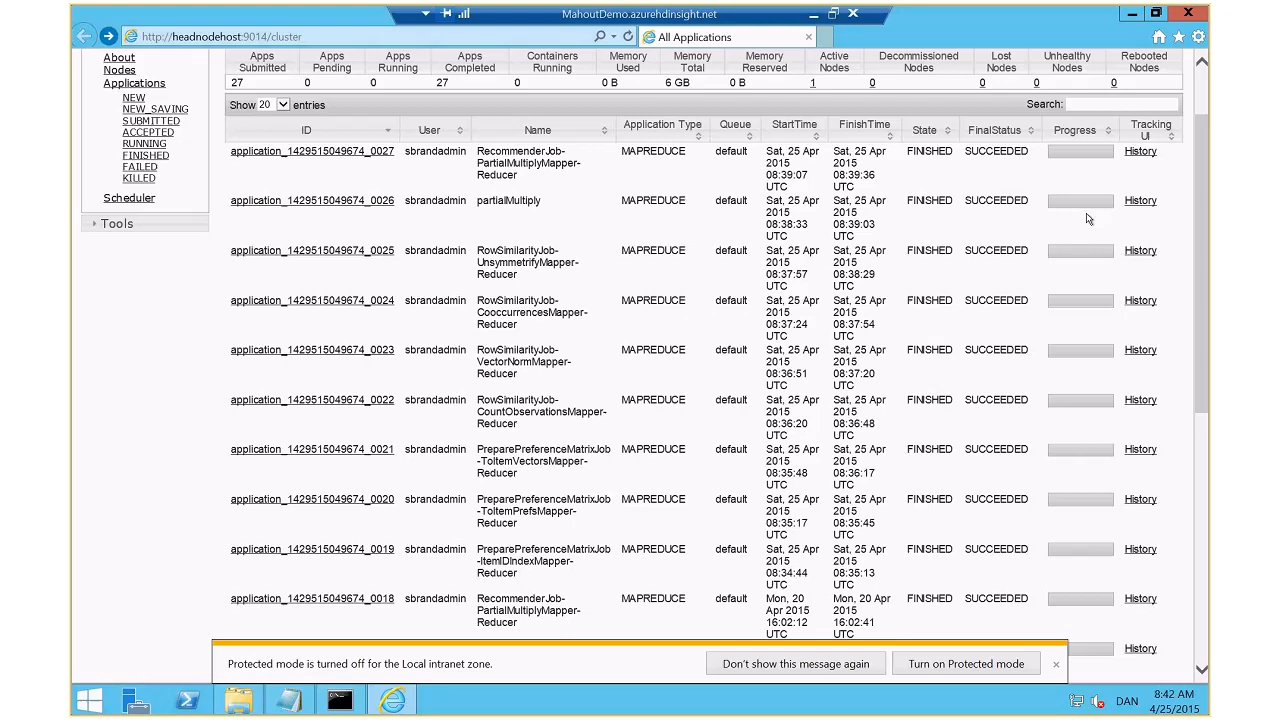 MahoutDemo.azurehdinsight.net
http://headnodehost:9014/cluster
All Applications
About
Nodes
Applications
NEW
NEW_SAVING
SUBMITTED
ACCEPTED
RUNNING
FINISHED
FAILED
KILLED
Scheduler
Tools
Apps Submitted Apps Pending Apps Running Apps Completed Containers Running Memory Used Memory Total Memory Reserved Active Nodes Decommissioned Nodes Lost Nodes Unhealthy Nodes Rebooted Nodes
27 0 0 27 0 0 B 6 GB 0 B 1 0 0 0 0
Show 20 entries Search:
ID User Name Application Type Queue StartTime FinishTime State FinalStatus Progress Tracking UI
application_1429515049674_0027 sbrandadmin RecommenderJob- MAPREDUCE default Sat, 25 Apr Sat, 25 Apr FINISHED SUCCEEDED History
PartialMultiplyMapper- 2015 2015
Reducer 08:39:07 08:39:36
UTC UTC
application_1429515049674_0026 sbrandadmin partialMultiply MAPREDUCE default Sat, 25 Apr Sat, 25 Apr FINISHED SUCCEEDED History
2015 2015
08:38:33 08:39:03
UTC UTC
application_1429515049674_0025 sbrandadmin RowSimilarityJob- MAPREDUCE default Sat, 25 Apr Sat, 25 Apr FINISHED SUCCEEDED History
UnsymmetrifyMapper- 2015 2015
Reducer 08:37:57 08:38:29
UTC UTC
application_1429515049674_0024 sbrandadmin RowSimilarityJob- MAPREDUCE default Sat, 25 Apr Sat, 25 Apr FINISHED SUCCEEDED History
CooccurrencesMapper- 2015 2015
Reducer 08:37:24 08:37:54
UTC UTC
application_1429515049674_0023 sbrandadmin RowSimilarityJob- MAPREDUCE default Sat, 25 Apr Sat, 25 Apr FINISHED SUCCEEDED History
VectorNormMapper- 2015 2015
Reducer 08:36:51 08:37:20
UTC UTC
application_1429515049674_0022 sbrandadmin RowSimilarityJob- MAPREDUCE default Sat, 25 Apr Sat, 25 Apr FINISHED SUCCEEDED History
CountObservationsMapper- 2015 2015
Reducer 08:36:20 08:36:48
UTC UTC
application_1429515049674_0021 sbrandadmin PreparePreferenceMatrixJob MAPREDUCE default Sat, 25 Apr Sat, 25 Apr FINISHED SUCCEEDED History
-ToItemVectorsMapper- 2015 2015
Reducer 08:35:48 08:36:17
UTC UTC
application_1429515049674_0020 sbrandadmin PreparePreferenceMatrixJob MAPREDUCE default Sat, 25 Apr Sat, 25 Apr FINISHED SUCCEEDED History
-ToItemPrefsMapper- 2015 2015
Reducer 08:35:17 08:35:45
UTC UTC
application_1429515049674_0019 sbrandadmin PreparePreferenceMatrixJob MAPREDUCE default Sat, 25 Apr Sat, 25 Apr FINISHED SUCCEEDED History
-ItemIDIndexMapper- 2015 2015
Reducer 08:34:44 08:35:13
UTC UTC
application_1429515049674_0018 sbrandadmin RecommenderJob- MAPREDUCE default Mon, 20 Mon, 20 FINISHED SUCCEEDED History
PartialMultiplyMapper- Apr 2015 Apr 2015
Reducer 16:02:12 16:02:41
UTC UTC
History
Protected mode is turned off for the Local intranet zone. Don't show this message again Turn on Protected mode
DAN 8:42 AM
4/25/2015